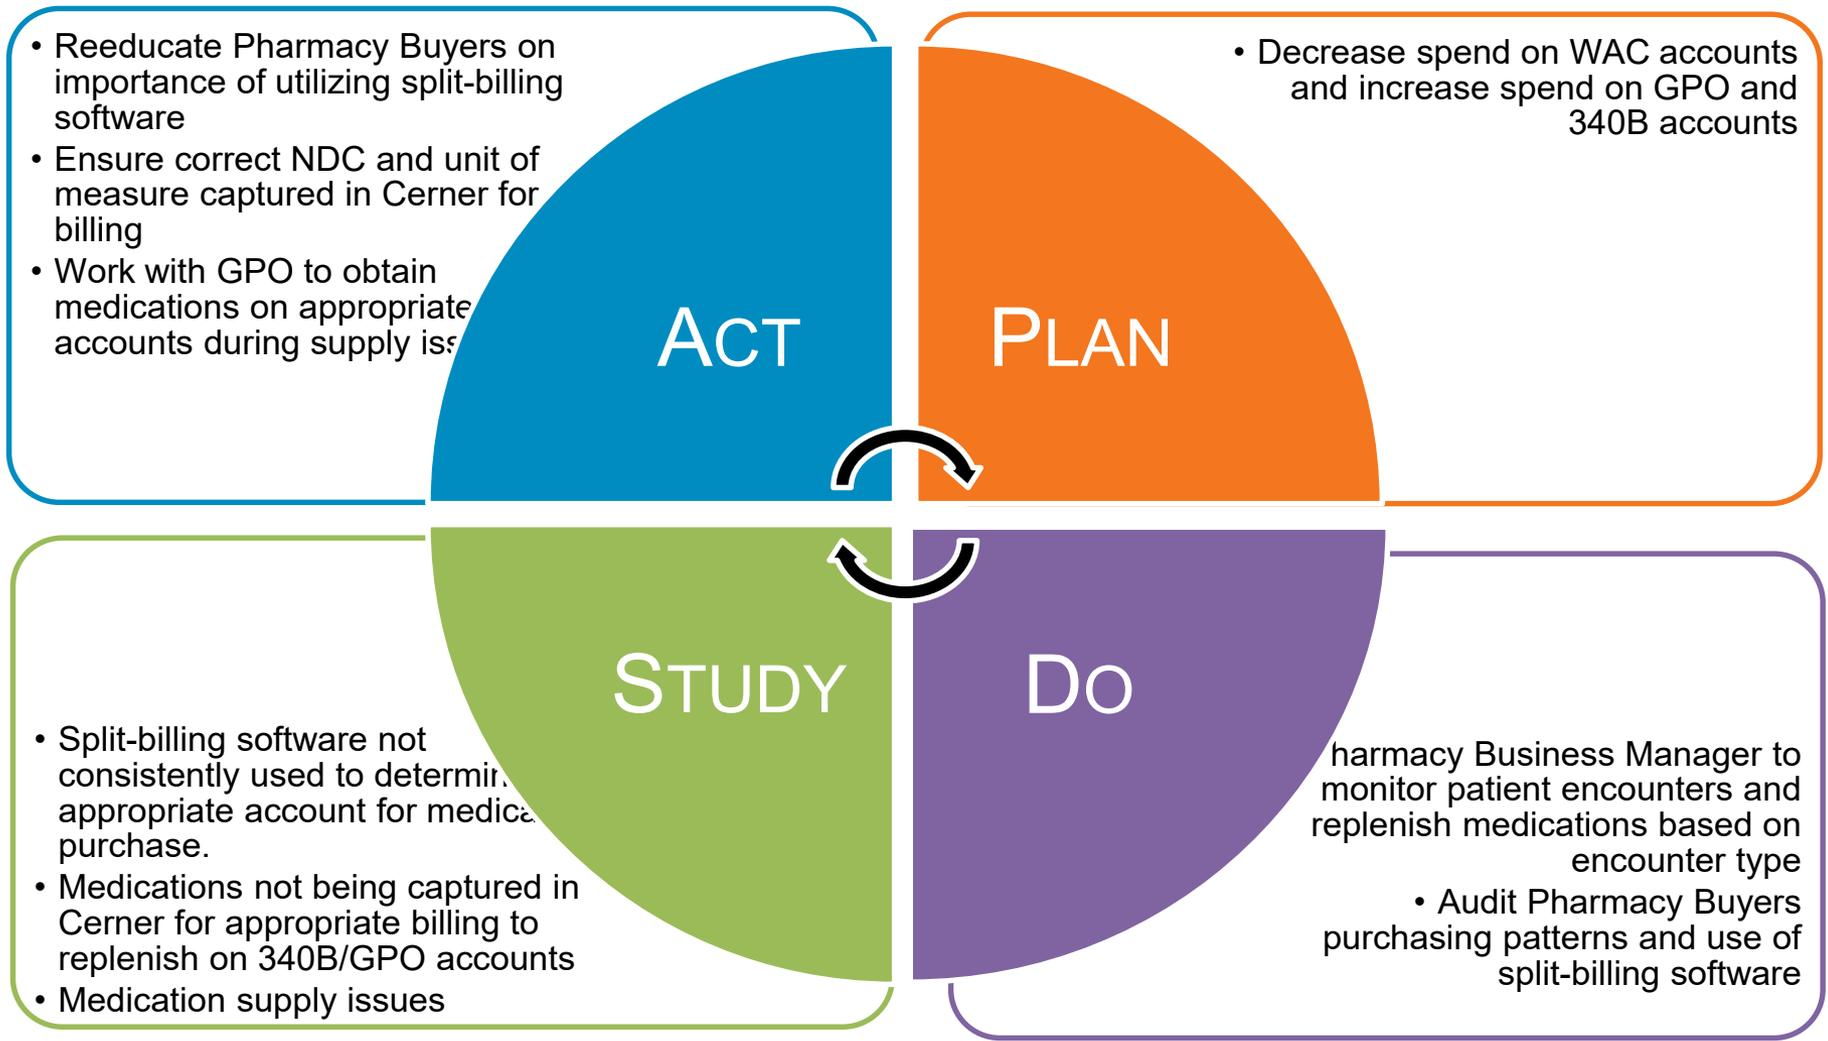 • Reeducate Pharmacy Buyers on
importance of utilizing split-billing
software
• Ensure correct NDC and unit of
measure captured in Cerner for
billing
• Work with GPO to obtain
medications on appropriate
accounts during supply
ACT
• Decrease spend on WAC accounts
and increase spend on GPO and
340B accounts
PLAN
• Split-billing software not
consistently used to
appropriate account for
purchase.
• Medications not being captured in
Cerner for appropriate billing to
replenish on 340B/GPO accounts
• Medication supply issues
STUDY
DO
harmacy Business Manager to
monitor patient encounters and
replenish medications based on
encounter type
• Audit Pharmacy Buyers
purchasing patterns and use of
split-billing software